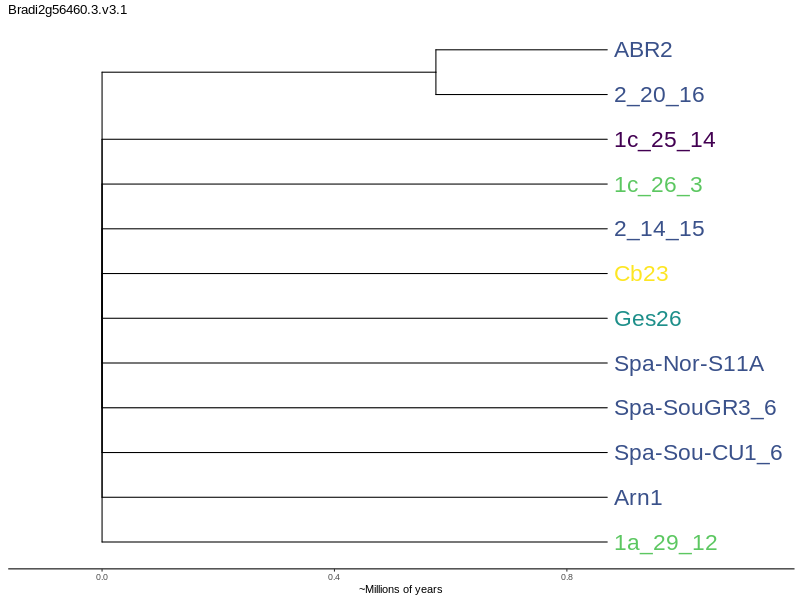 Bradi2g56460.3.v3.1
ABR2
2_20_16
1c_25_14
1c_26_3
2_14_15
Cb23
Ges26
Spa-Nor-S11A
Spa-SouGR3_6
Spa-Sou-CU1_6
Arn1
1a_29_12
0.0 0.4 0.8
~Millions of years